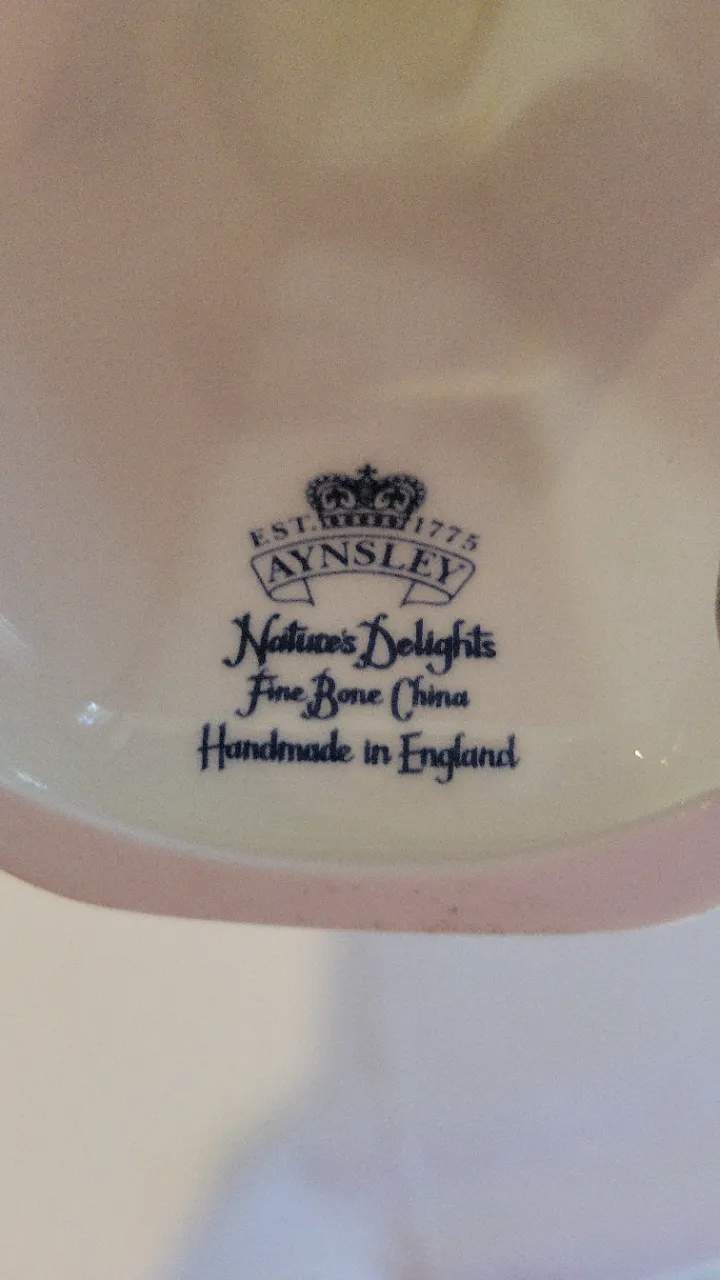 EST. 1775
AYNSLEY
Nature's Delights
Fine Bone China
Handmade in England